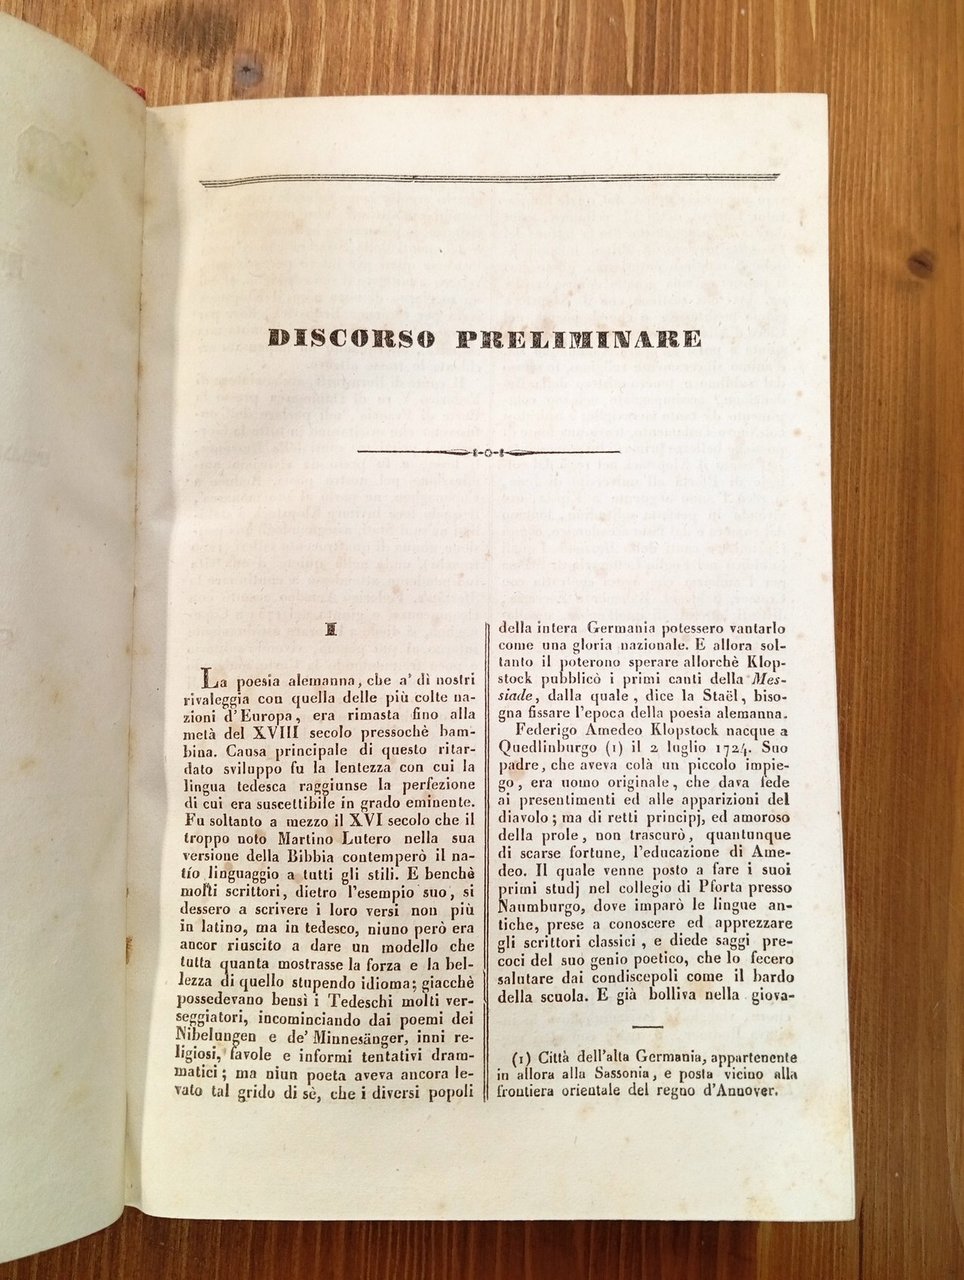 DISCORSO PRELIMINARE
I
La poesia alemanna, che a' dì nostri
rivaleggia con quella delle più colte na-
zioni d'Europa, era rimasta fino alla
metà del XVIII secolo pressochè bam-
bina. Causa principale di questo ritar-
dato sviluppo fu la lentezza con cui la
lingua tedesca raggiunse la perfezione
di cui era suscettibile in grado eminente.
Fu soltanto a mezzo il XVI secolo che il
troppo noto Martino Lutero nella sua
versione della Bibbia contemperò il na-
tío linguaggio a tutti gli stili. E benchè
molti scrittori, dietro l'esempio suo, si
dessero a scrivere i loro versi non più
in latino, ma in tedesco, niuno però era
ancor riuscito a dare un modello che
tutta quanta mostrasse la forza e la bel-
lezza di quello stupendo idioma; giacchè
possedevano bensì i Tedeschi molti ver-
seggiatori, incominciando dai poemi dei
Nibelungen e de' Minnesänger, inni re-
ligiosi, favole e informi tentativi dram-
matici; ma niun poeta aveva ancora le-
vato tal grido di sè, che i diversi popoli
della intera Germania potessero vantarlo
come una gloria nazionale. E allora sol-
tanto il poterono sperare allorchè Klop-
stock pubblicò i primi canti della Mes-
siade, dalla quale, dice la Staël, biso-
gna fissare l'epoca della poesia alemanna.
Federigo Amedeo Klopstock nacque a
Quedlinburgo (1) il 2 luglio 1724. Suo
padre, che aveva colà un piccolo impie-
go, era uomo originale, che dava fede
ai presentimenti ed alle apparizioni del
diavolo; ma di retti principj, ed amoroso
della prole, non trascurò, quantunque
di scarse fortune, l'educazione di Ame-
deo. Il quale venne posto a fare i suoi
primi studj nel collegio di Pforta presso
Naumburgo, dove imparò le lingue an-
tiche, prese a conoscere ed apprezzare
gli scrittori classici, e diede saggi pre-
coci del suo genio poetico, che lo fecero
salutare dai condiscepoli come il bardo
della scuola. E già bolliva nella giova-
(1) Città dell'alta Germania, appartenente
in allora alla Sassonia, e posta vicino alla
frontiera orientale del regno d'Annover.